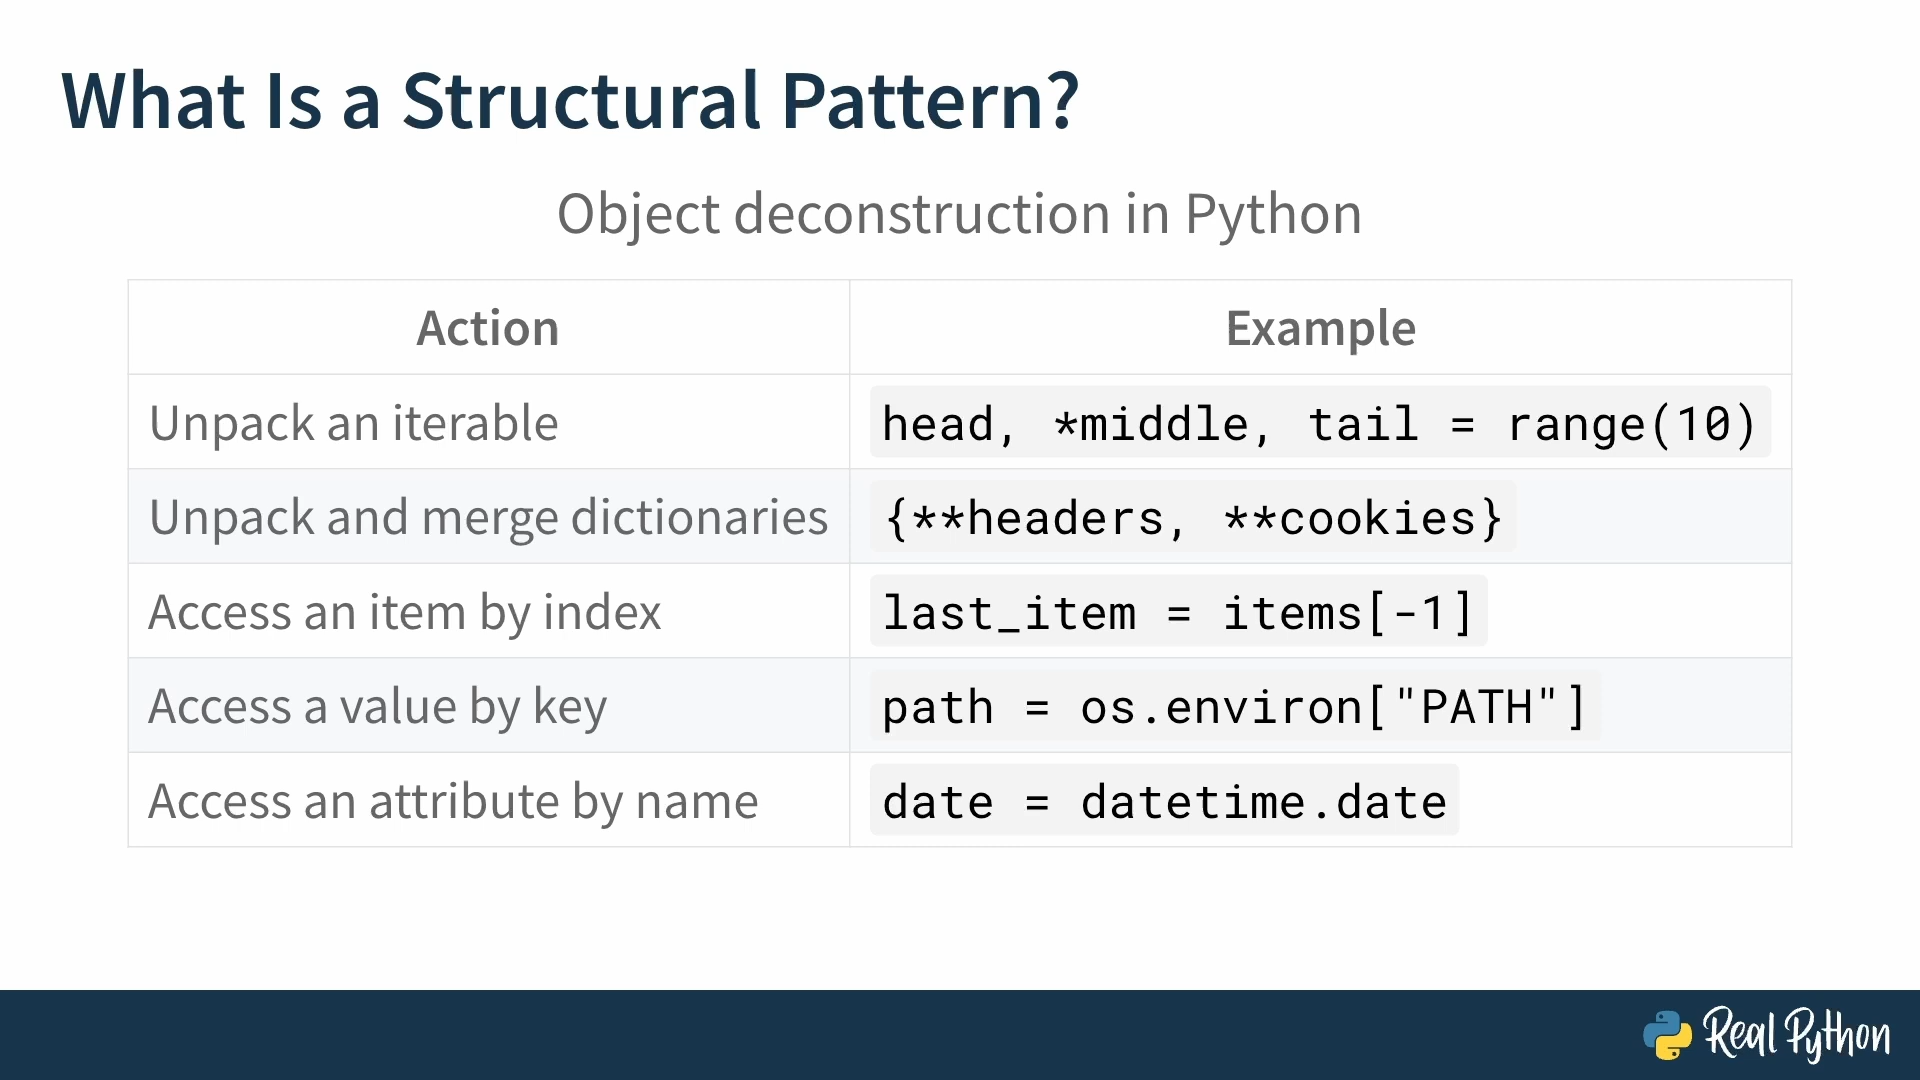 What Is a Structural Pattern?
Object deconstruction in Python
Action Example
Unpack an iterable head, *middle, tail = range(10)
Unpack and merge dictionaries {**headers, **cookies}
Access an item by index last_item = items[-1]
Access a value by key path = os.environ["PATH"]
Access an attribute by name date = datetime.date
Real Python